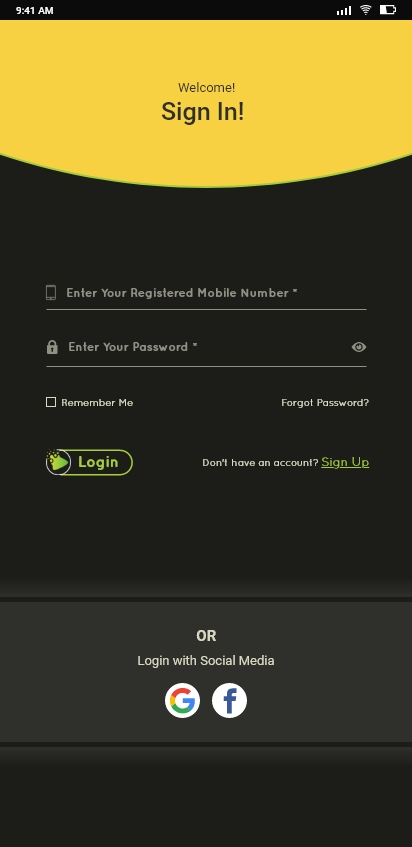 9:41 AM
Welcome!
Sign In!
Enter Your Registered Mobile Number *
Enter Your Password *
Remember Me
Forgot Password?
Login
Don't have an account? Sign Up
OR
Login with Social Media